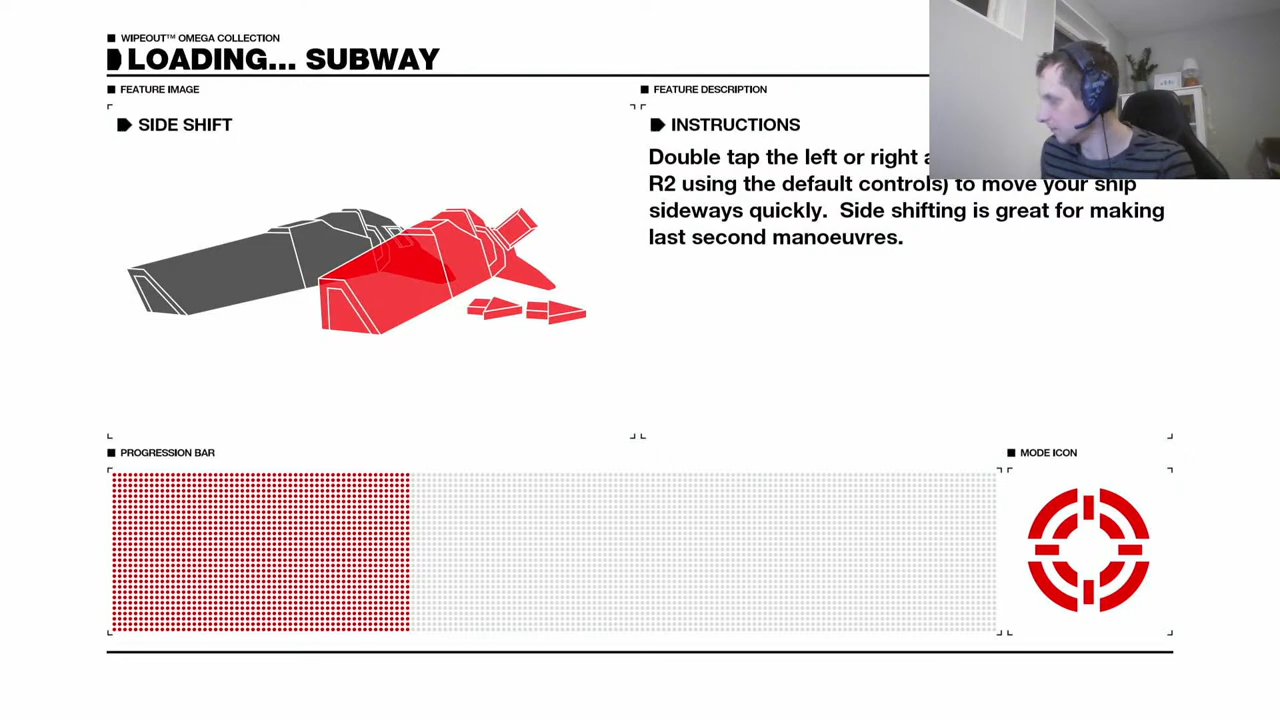 WIPEOUT™ OMEGA COLLECTION
LOADING... SUBWAY
FEATURE IMAGE
FEATURE DESCRIPTION
SIDE SHIFT
INSTRUCTIONS
Double tap the left or right
R2 using the default controls) to move your ship
sideways quickly. Side shifting is great for making
last second manoeuvres.
PROGRESSION BAR
MODE ICON